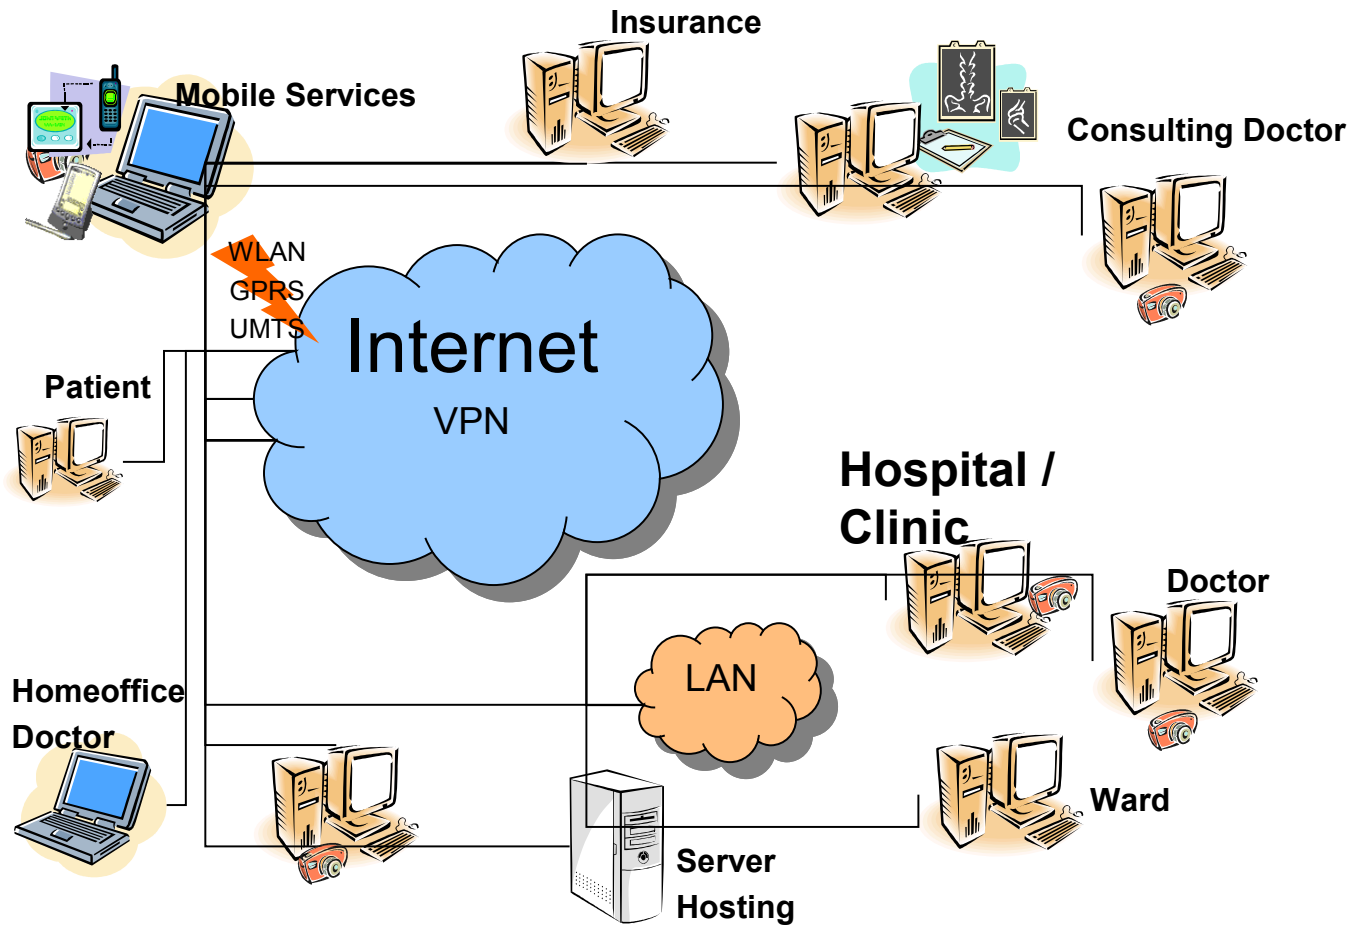 Insurance
Mobile Services
Consulting Doctor
WLAN
GPRS
UMTS
Internet
VPN
Patient
Hospital /
Clinic
Doctor
LAN
Homeoffice
Doctor
Ward
Server
Hosting